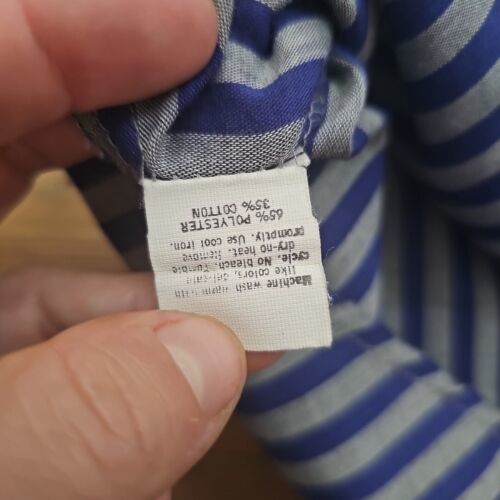 Machine wash warm with
like colors, delicate
cycle. No bleach. Tumble
dry-no heat. Remove
promptly. Use cool iron.
65% POLYESTER
35% COTTON